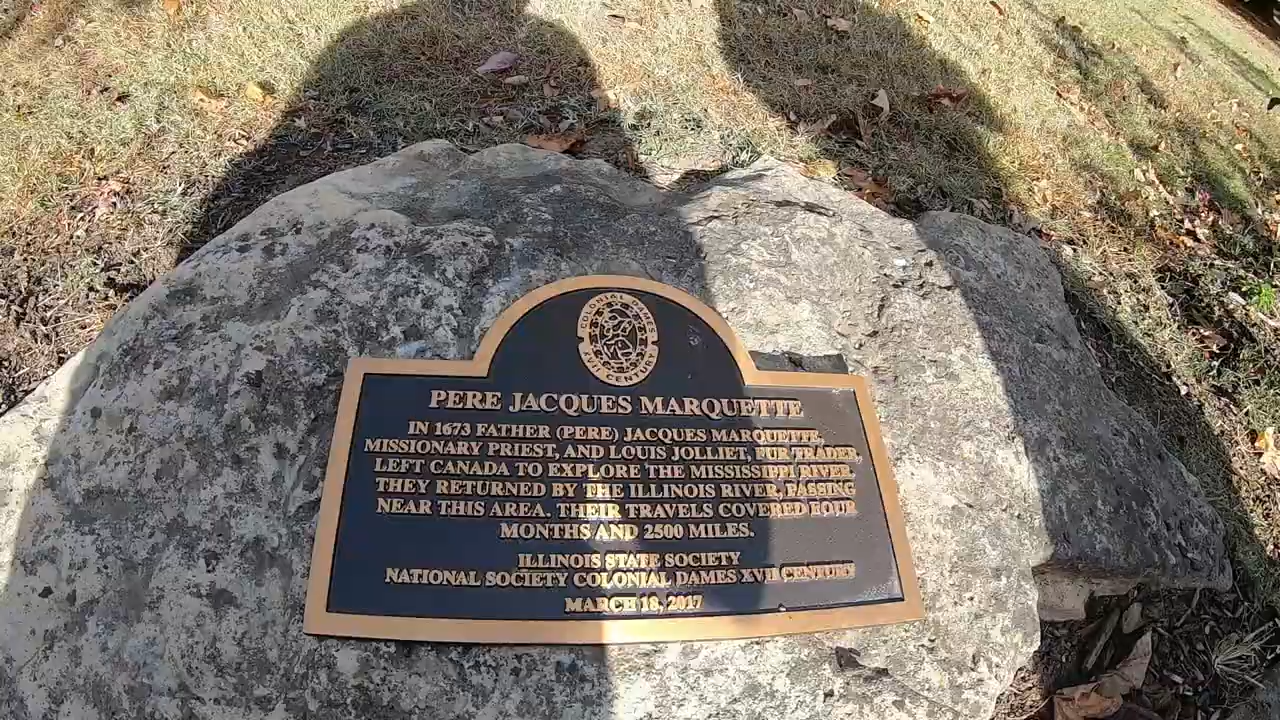 COLONIAL DAMES
XVII CENTURY
PERE JACQUES MARQUETTE
IN 1673 FATHER (PERE) JACQUES MARQUETTE,
MISSIONARY PRIEST, AND LOUIS JOLLIET, FUR TRADER,
LEFT CANADA TO EXPLORE THE MISSISSIPPI RIVER.
THEY RETURNED BY THE ILLINOIS RIVER, PASSING
NEAR THIS AREA. THEIR TRAVELS COVERED FOUR
MONTHS AND 2500 MILES.
ILLINOIS STATE SOCIETY
NATIONAL SOCIETY COLONIAL DAMES XVII CENTURY
MARCH 18, 2017